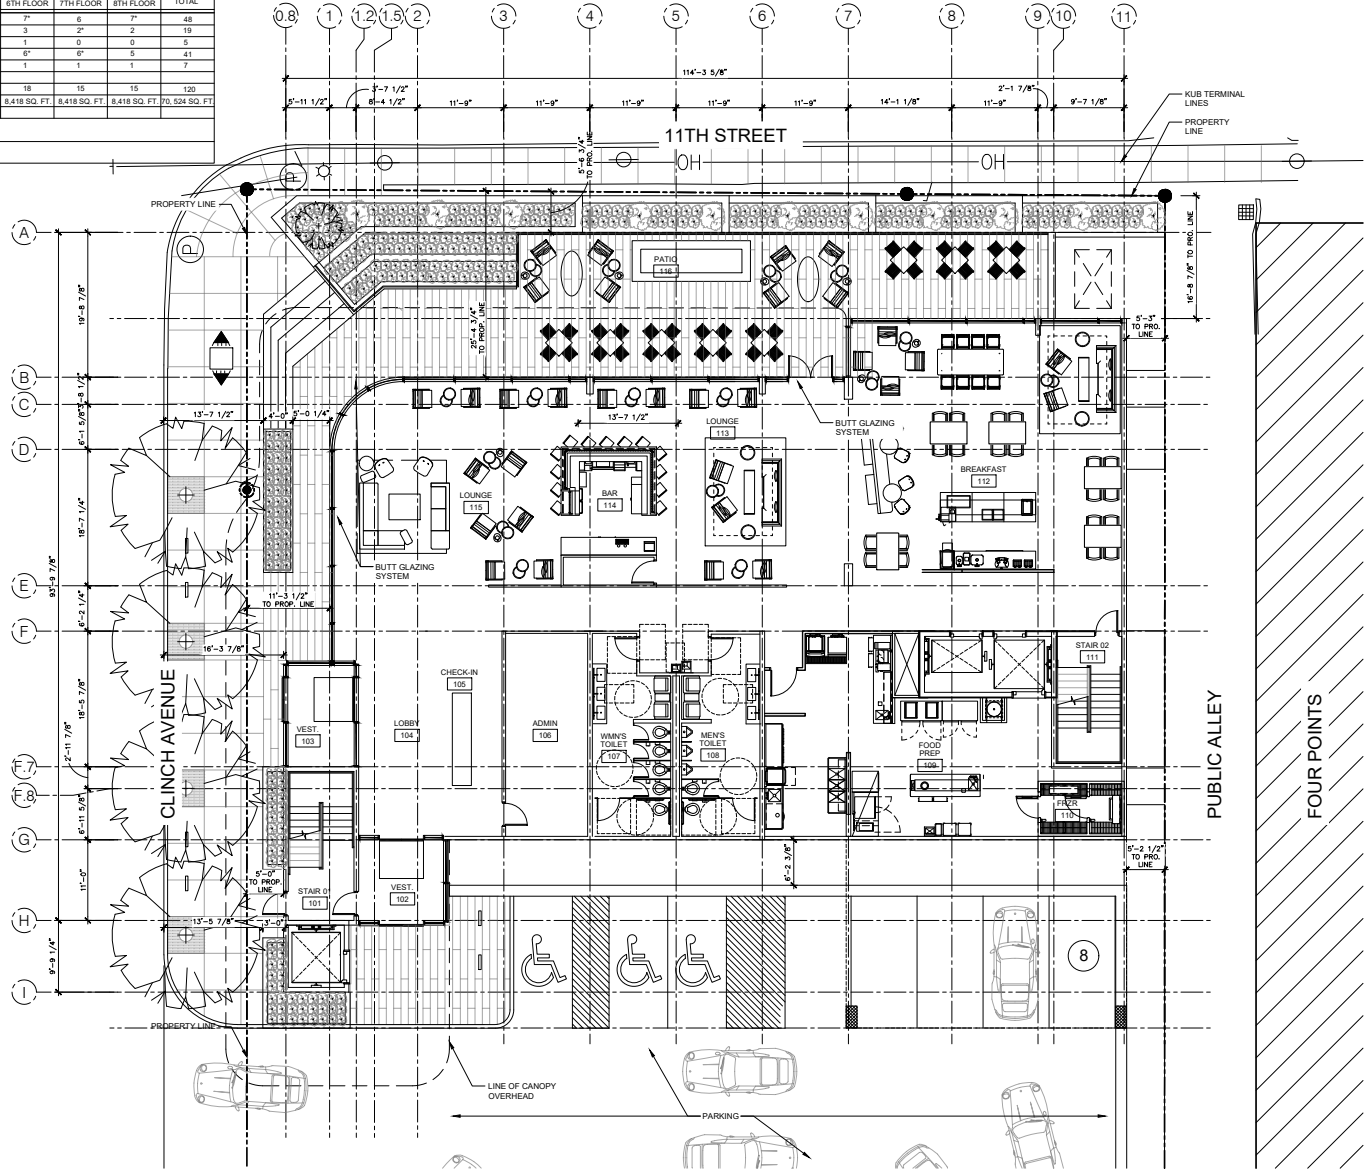 6TH FLOOR 7TH FLOOR 8TH FLOOR TOTAL
7* 6 7* 48
3 2* 2 19
1 0 0 5
6* 6* 5 41
1 1 1 7
18 15 15 120
8,418 SQ. FT. 8,418 SQ. FT. 8,418 SQ. FT. 70, 524 SQ. FT.
0.8 1 1.2 1.5 2 3 4 5 6 7 8 9 10 11
114'-3 5/8"
3'-7 1/2"
2'-1 7/8"
5'-11 1/2" 8'-4 1/2" 11'-9" 11'-9" 11'-9" 11'-9" 11'-9" 14'-1 1/8" 11'-9" 9'-7 1/8"
KUB TERMINAL
LINES
PROPERTY
LINE
11TH STREET
5'-6 3/4"
TO PRO. LINE
OH
OH
P
P
PROPERTY LINE
A
B
C
D
E
F
F.7
F.8
G
H
I
19'-8 7/8"
6'-1 5/8"
18'-7 1/4"
93'-9 7/8"
6'-2 1/4"
18'-5 7/8"
2'-11 7/8"
6'-11 5/8"
11'-0"
9'-9 1/4"
PATIO
116
25'-4 3/4"
TO PROP. LINE
16'-8 7/8" TO PRO. LINE
5'-3"
TO PRO.
LINE
13'-7 1/2"
4'-0"
5'-0 1/4"
13'-7 1/2"
LOUNGE
113
BUTT GLAZING
SYSTEM
BREAKFAST
112
LOUNGE
115
BAR
114
BUTT GLAZING
SYSTEM
11'-3 1/2"
TO PROP. LINE
16'-3 7/8"
CLINCH AVENUE
CHECK-IN
105
LOBBY
104
VEST.
103
ADMIN
106
WMN'S
TOILET
107
MEN'S
TOILET
108
FOOD
PREP
109
STAIR 02
111
FRZR
110
PUBLIC ALLEY
FOUR POINTS
5'-0"
TO PROP.
LINE
STAIR 01
101
VEST.
102
6'-2 3/8"
5'-2 1/2"
TO PRO.
LINE
13'-5 7/8"
3'-0"
8
PROPERTY LINE
LINE OF CANOPY
OVERHEAD
PARKING